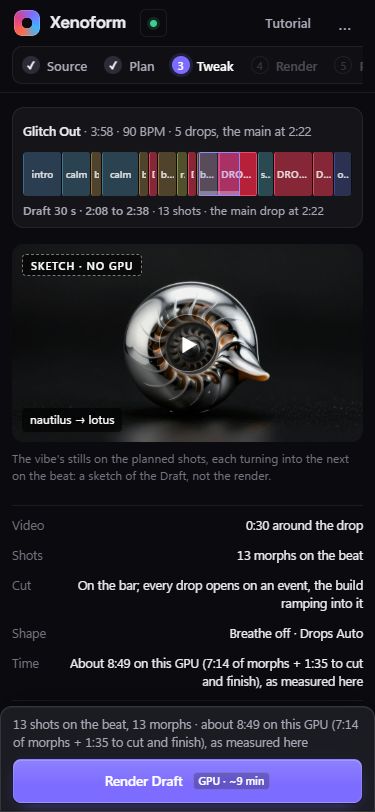 Xenoform
Tutorial ...
Source Plan 3 Tweak 4 Render 5
Glitch Out · 3:58 · 90 BPM · 5 drops, the main at 2:22
intro calm b calm b b... r. b... DRO... s... DRO... D... o..
Draft 30 s · 2:08 to 2:38 · 13 shots · the main drop at 2:22
SKETCH · NO GPU
nautilus → lotus
The vibe's stills on the planned shots, each turning into the next
on the beat: a sketch of the Draft, not the render.
Video 0:30 around the drop
Shots 13 morphs on the beat
Cut On the bar; every drop opens on an event, the build
ramping into it
Shape Breathe off · Drops Auto
Time About 8:49 on this GPU (7:14 of morphs + 1:35 to cut
and finish), as measured here
13 shots on the beat, 13 morphs · about 8:49 on this GPU (7:14
of morphs + 1:35 to cut and finish), as measured here
Render Draft GPU · ~9 min